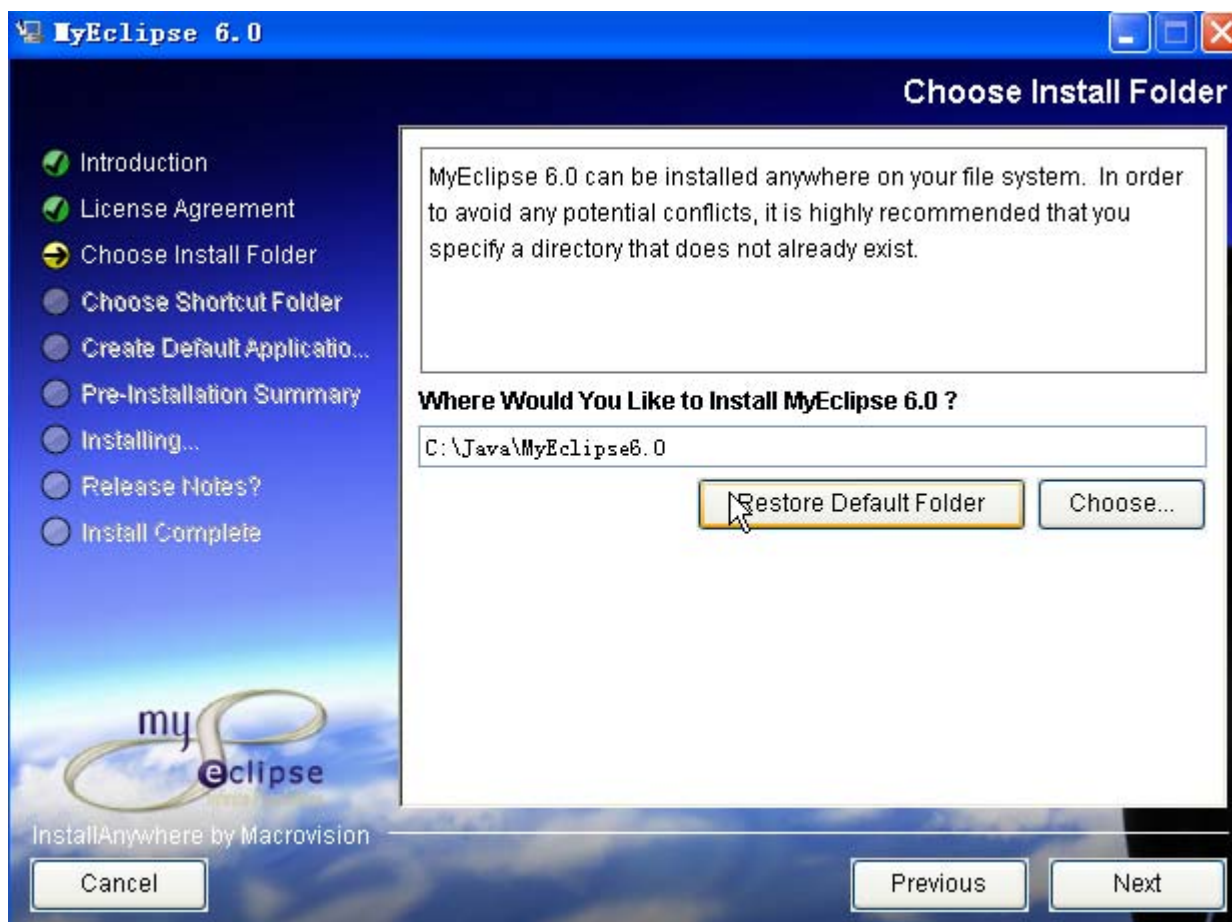 MyEclipse 6.0
Choose Install Folder
Introduction
License Agreement
Choose Install Folder
Choose Shortcut Folder
Create Default Applicatio...
Pre-Installation Summary
Installing...
Release Notes?
Install Complete
MyEclipse 6.0 can be installed anywhere on your file system. In order
to avoid any potential conflicts, it is highly recommended that you
specify a directory that does not already exist.
Where Would You Like to Install MyEclipse 6.0 ?
C:\Java\MyEclipse6.0
Restore Default Folder Choose...
my
eclipse
InstallAnywhere by Macrovision
Cancel Previous Next